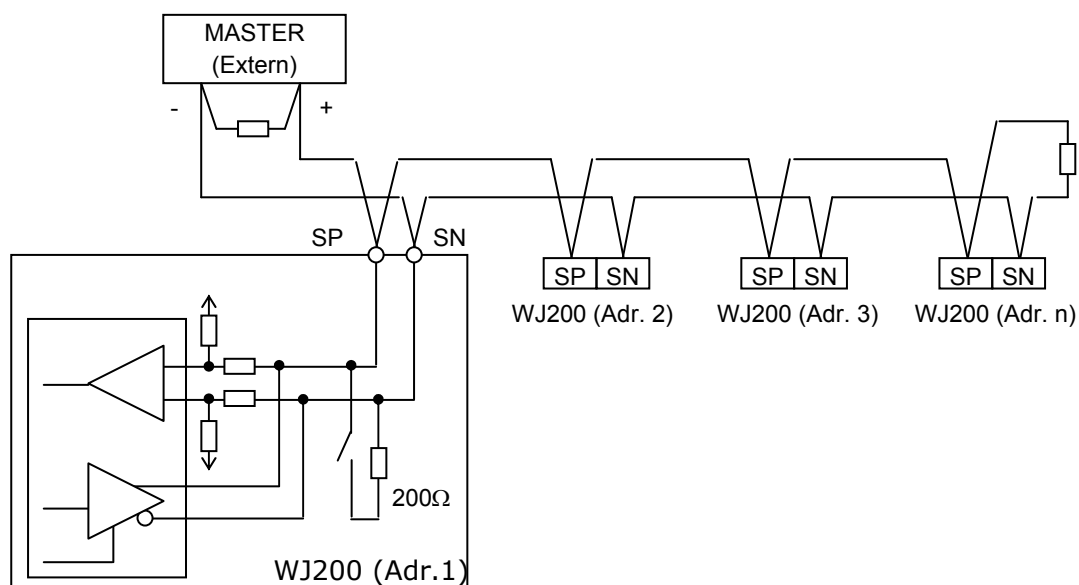 MASTER
(Extern)
- +
SP SN
SP SN SP SN SP SN
WJ200 (Adr. 2) WJ200 (Adr. 3) WJ200 (Adr. n)
200Ω
WJ200 (Adr.1)